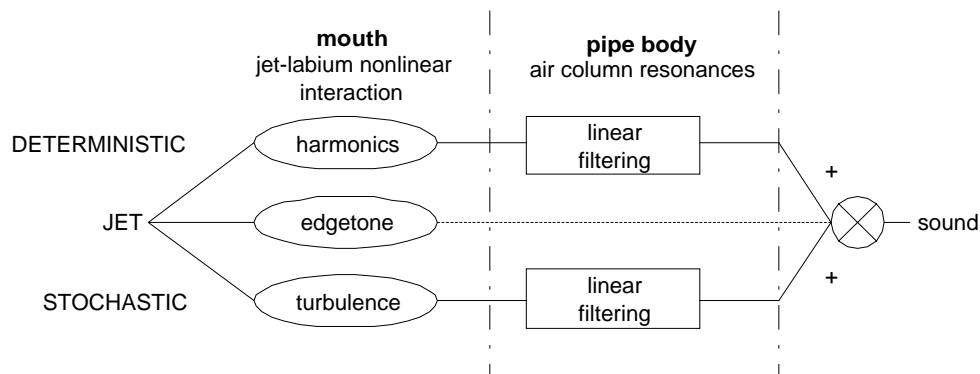 mouth
jet-labium nonlinear
interaction
pipe body
air column resonances
DETERMINISTIC
harmonics
linear
filtering
+
JET
edgetone
sound
+
STOCHASTIC
turbulence
linear
filtering